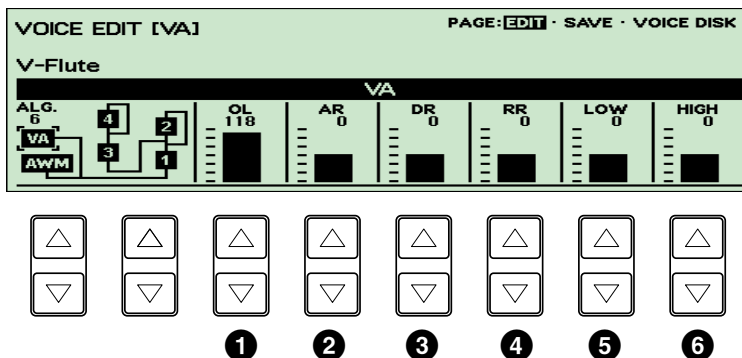 VOICE EDIT [VA]
PAGE: EDIT · SAVE · VOICE DISK
V-Flute
VA
ALG.
6
VA
AWM
4
3
2
1
OL
118
AR
0
DR
0
RR
0
LOW
0
HIGH
0
1 2 3 4 5 6